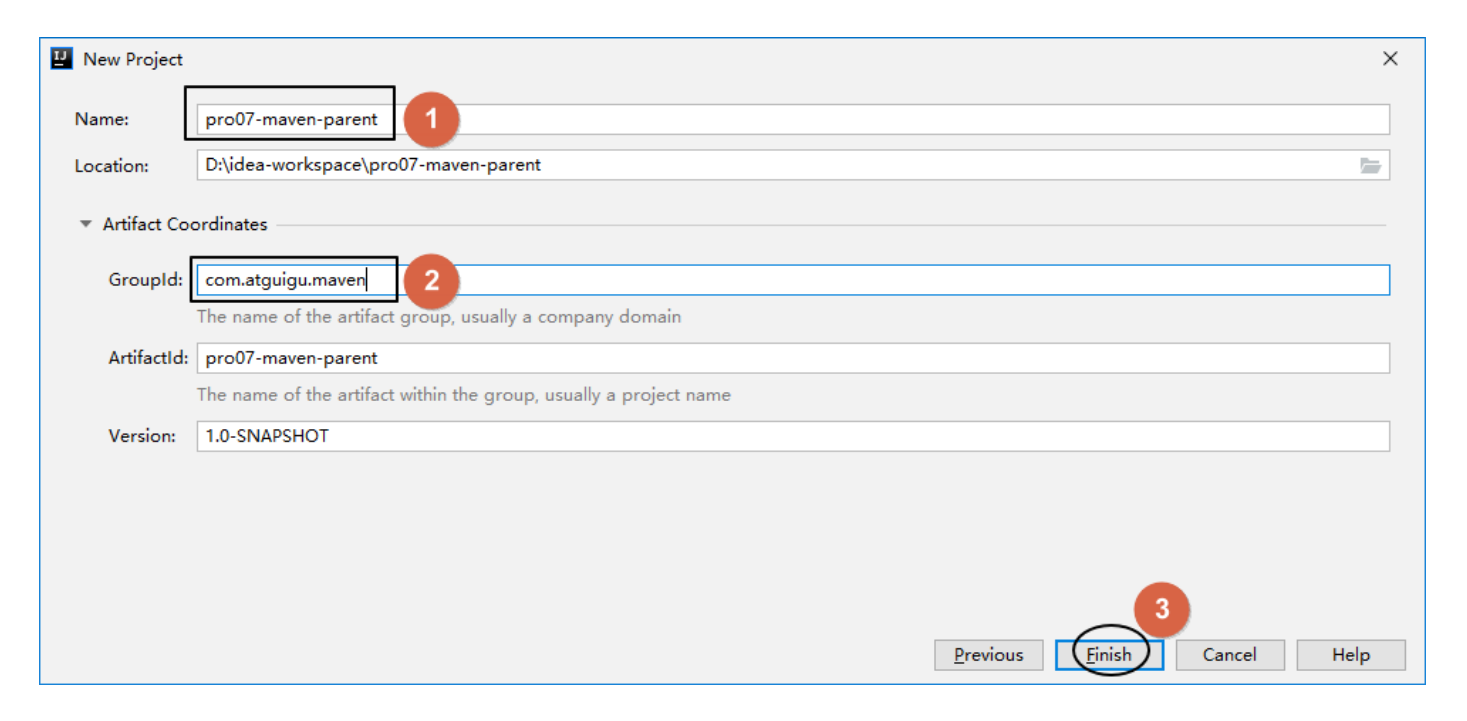 New Project
Name: pro07-maven-parent 1
Location: D:\idea-workspace\pro07-maven-parent
Artifact Coordinates
GroupId: com.atguigu.maven 2
The name of the artifact group, usually a company domain
ArtifactId: pro07-maven-parent
The name of the artifact within the group, usually a project name
Version: 1.0-SNAPSHOT
3
Previous Finish Cancel Help